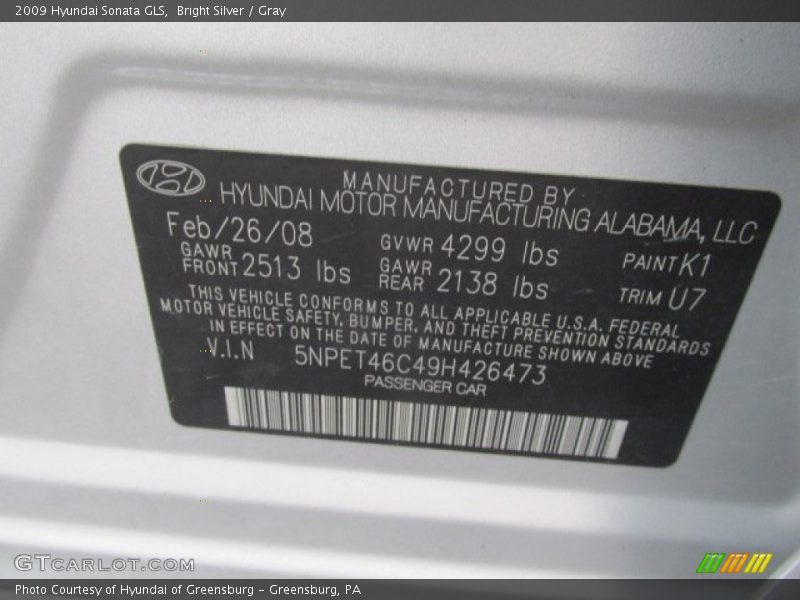 2009 Hyundai Sonata GLS, Bright Silver / Gray
MANUFACTURED BY
HYUNDAI MOTOR MANUFACTURING ALABAMA, LLC
Feb/26/08 GVWR 4299 lbs PAINT K1
GAWR FRONT 2513 lbs GAWR REAR 2138 lbs TRIM U7
THIS VEHICLE CONFORMS TO ALL APPLICABLE U.S.A. FEDERAL
MOTOR VEHICLE SAFETY, BUMPER, AND THEFT PREVENTION STANDARDS
IN EFFECT ON THE DATE OF MANUFACTURE SHOWN ABOVE
V.I.N 5NPET46C49H426473
PASSENGER CAR
GTCARLOT.COM
Photo Courtesy of Hyundai of Greensburg - Greensburg, PA